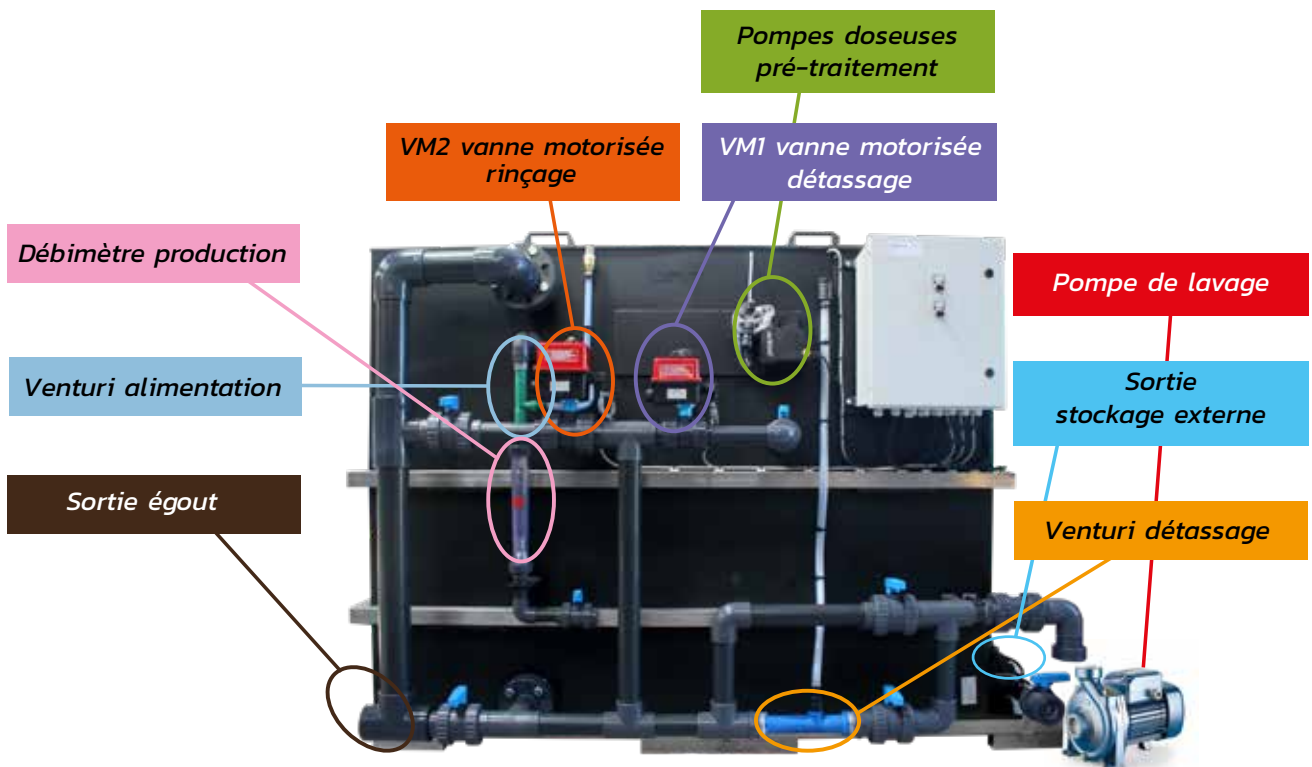 Pompes doseuses
pré-traitement
VM2 vanne motorisée
rinçage
VM1 vanne motorisée
détassage
Débimètre production
Pompe de lavage
Venturi alimentation
Sortie
stockage externe
Sortie égout
Venturi détassage